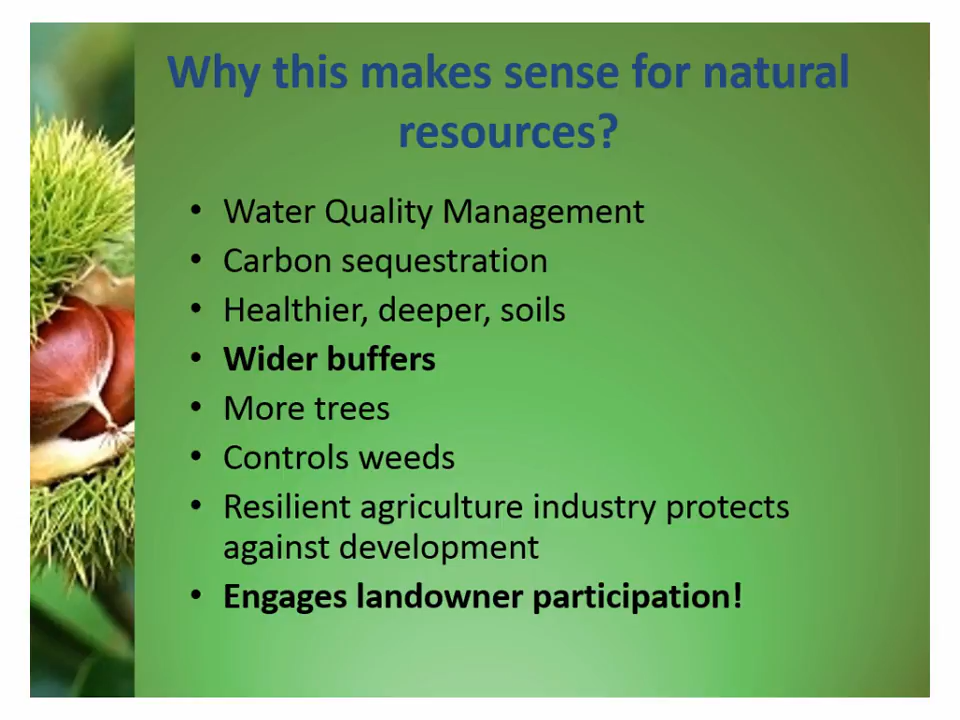 Why this makes sense for natural
resources?
• Water Quality Management
• Carbon sequestration
• Healthier, deeper, soils
• Wider buffers
• More trees
• Controls weeds
• Resilient agriculture industry protects
against development
• Engages landowner participation!